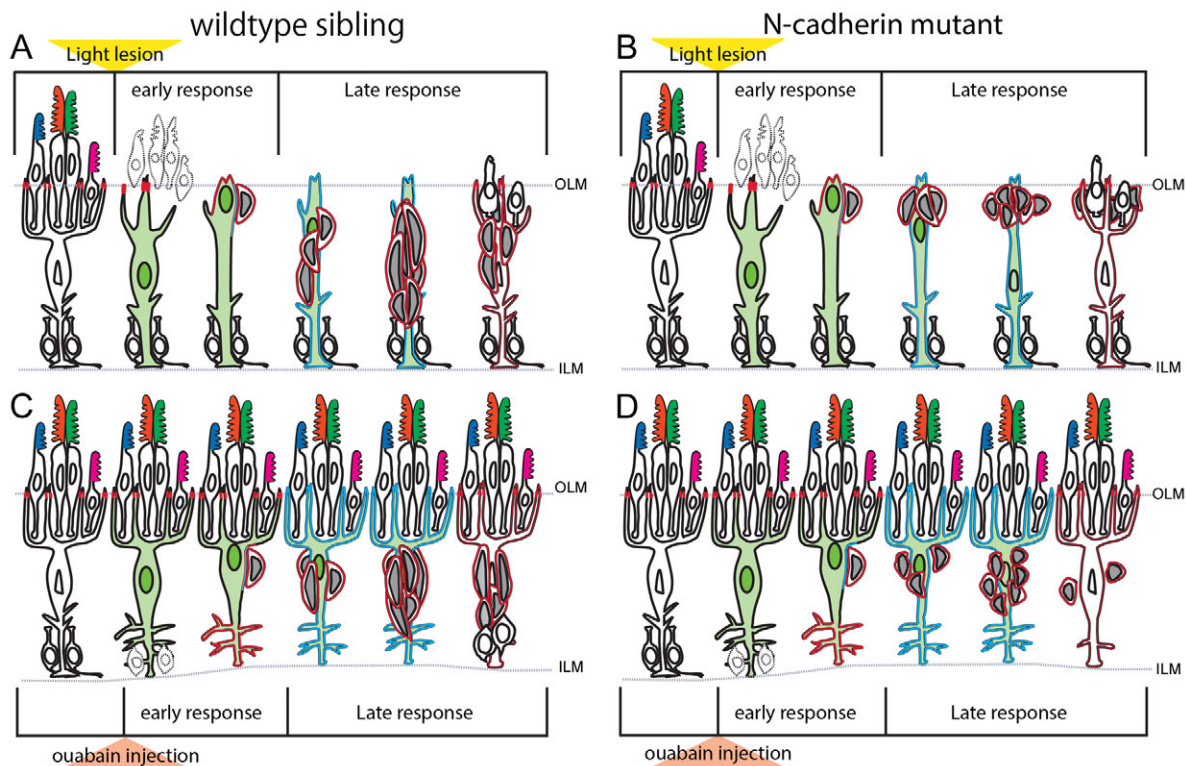 wildtype sibling
N-cadherin mutant
A
Light lesion
early response
Late response
OLM
ILM
B
Light lesion
early response
Late response
OLM
ILM
C
OLM
ILM
early response
Late response
ouabain injection
D
OLM
ILM
early response
Late response
ouabain injection